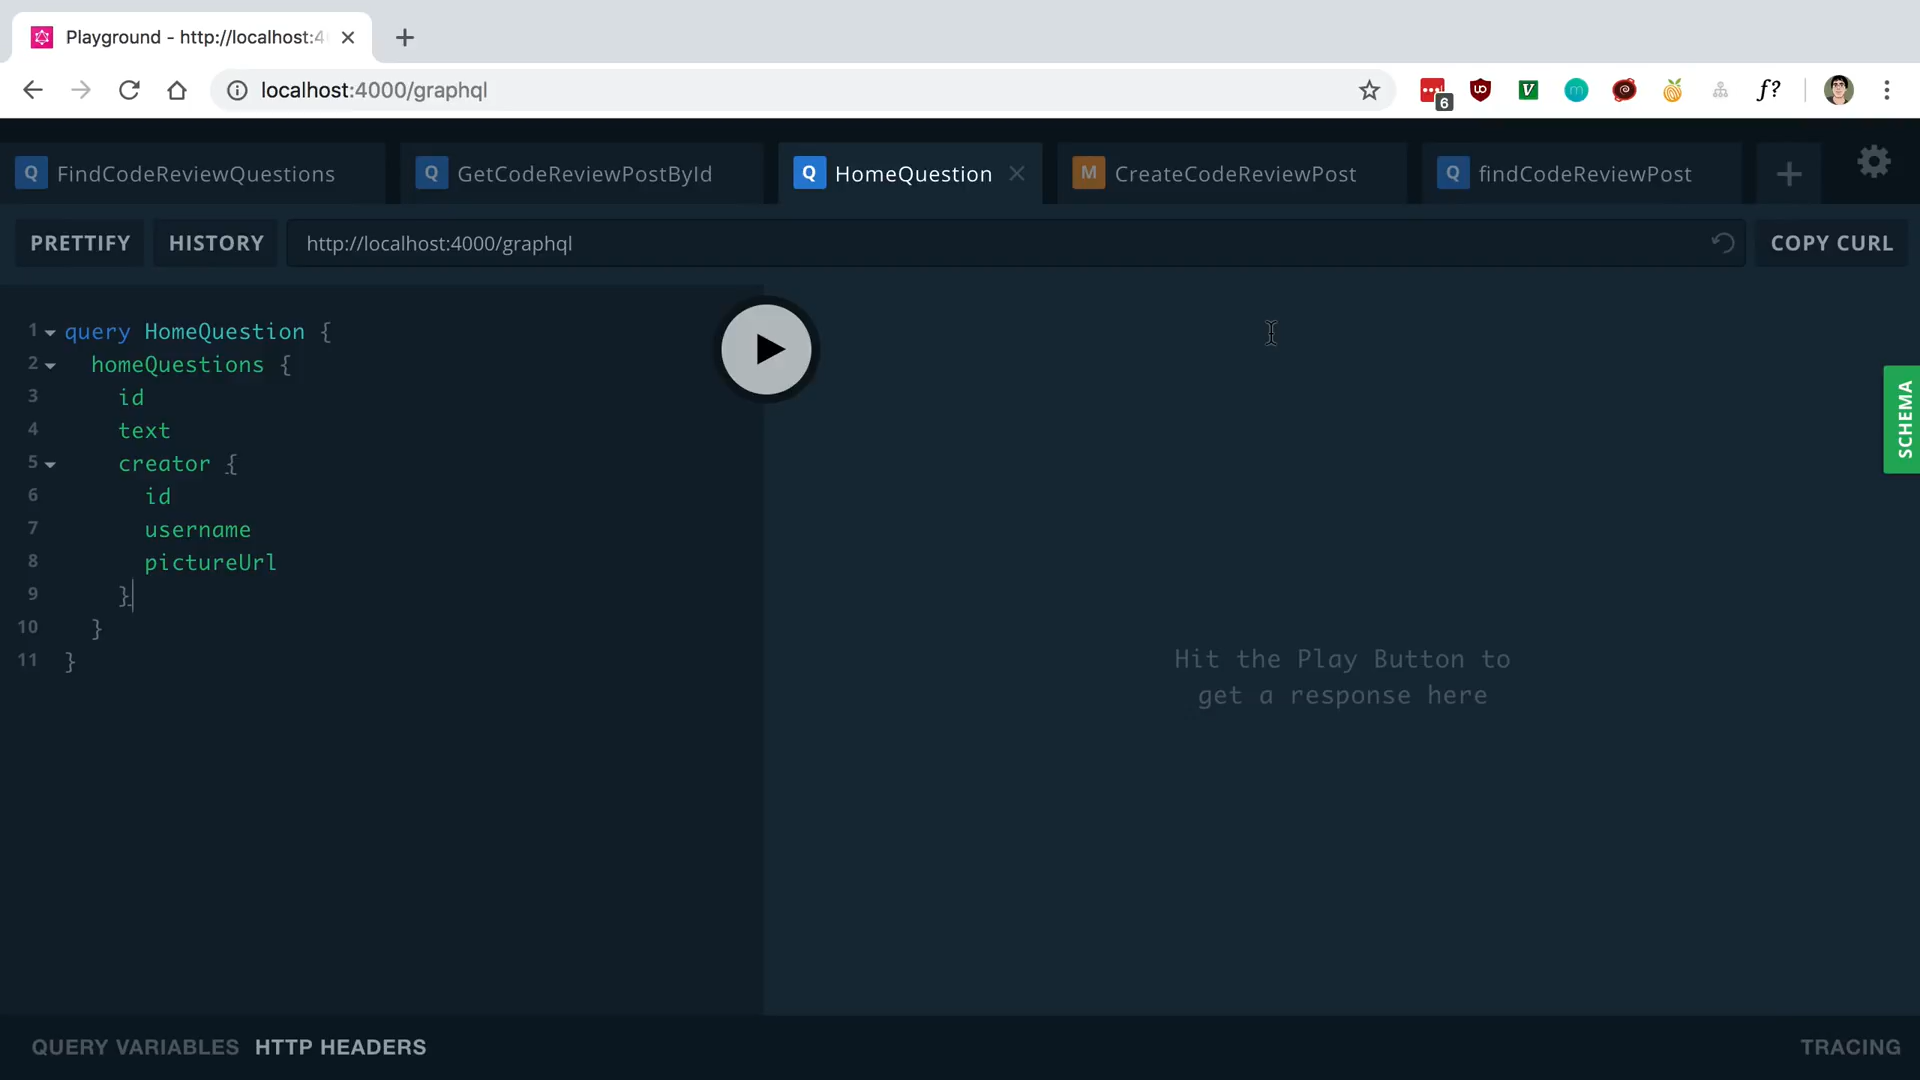 Playground - http://localhost:4
localhost:4000/graphql
6
f?
Q FindCodeReviewQuestions
Q GetCodeReviewPostById
Q HomeQuestion
M CreateCodeReviewPost
Q findCodeReviewPost
PRETTIFY
HISTORY
http://localhost:4000/graphql
COPY CURL
1 query HomeQuestion {
2 homeQuestions {
3 id
4 text
5 creator {
6 id
7 username
8 pictureUrl
9 }
10 }
11 }
Hit the Play Button to
get a response here
SCHEMA
QUERY VARIABLES
HTTP HEADERS
TRACING